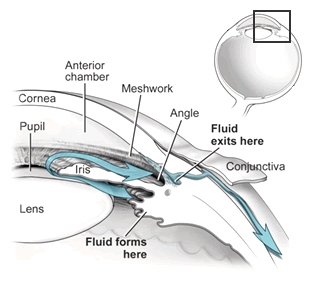 Anterior
chamber
Meshwork
Cornea
Angle
Pupil
Fluid
exits here
Iris
Conjunctiva
Lens
Fluid forms
here